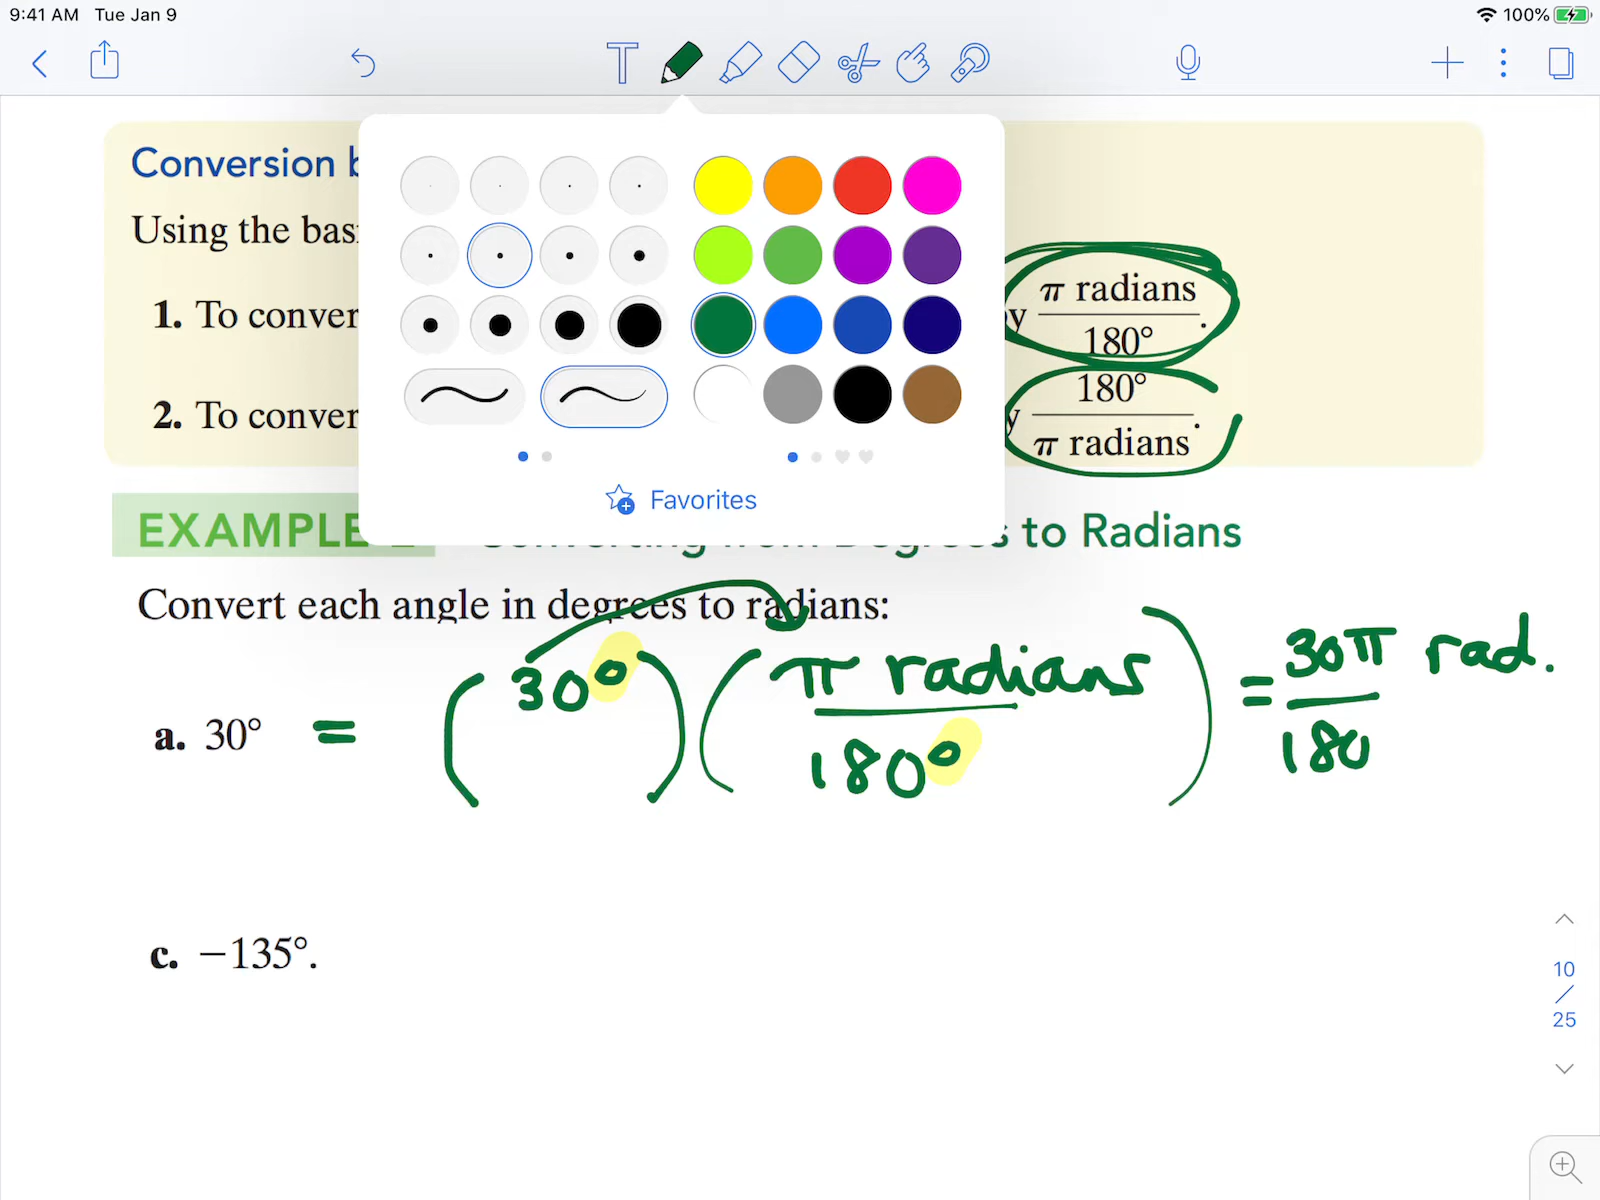 9:41 AM Tue Jan 9 100%
Conversion
Using the bas
1. To conver y π radians / 180°.
2. To conver y 180° / π radians.
Favorites
EXAMPLE to Radians
Convert each angle in degrees to radians:
a. 30° = (30°)(π radians / 180°) = 30π / 180 rad.
c. −135°.
10
/
25